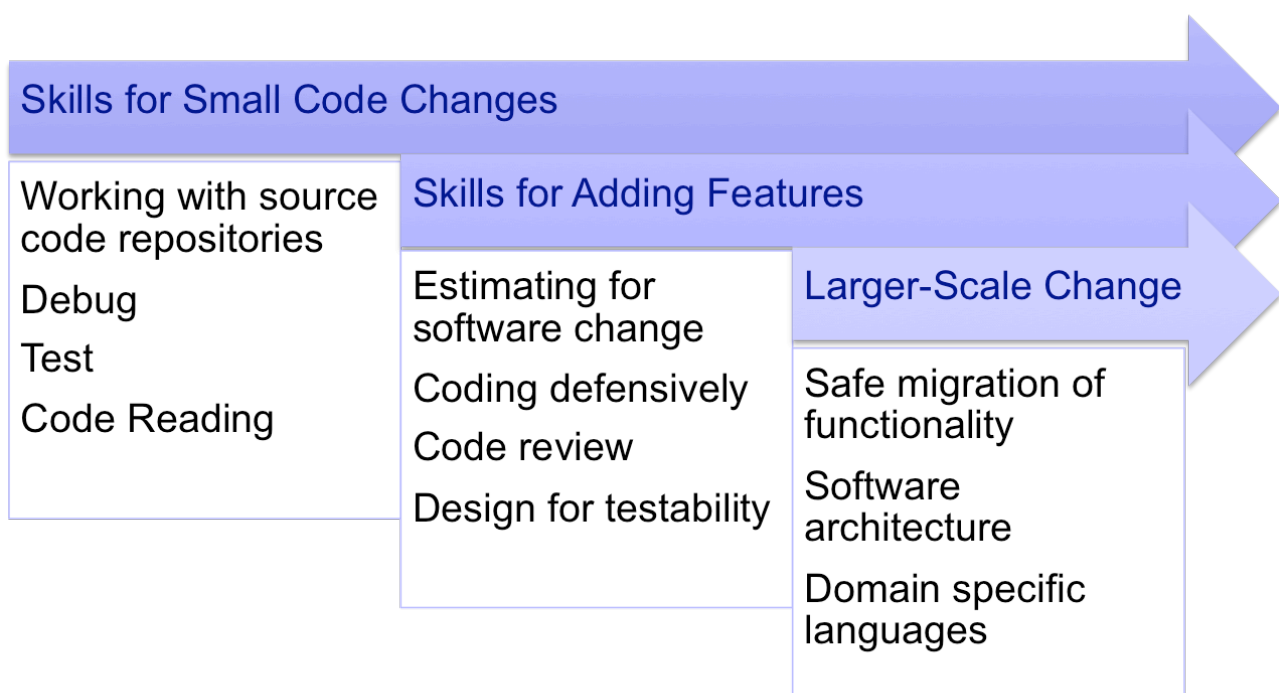 Skills for Small Code Changes
Working with source
code repositories
Debug
Test
Code Reading
Skills for Adding Features
Estimating for
software change
Coding defensively
Code review
Design for testability
Larger-Scale Change
Safe migration of
functionality
Software
architecture
Domain specific
languages